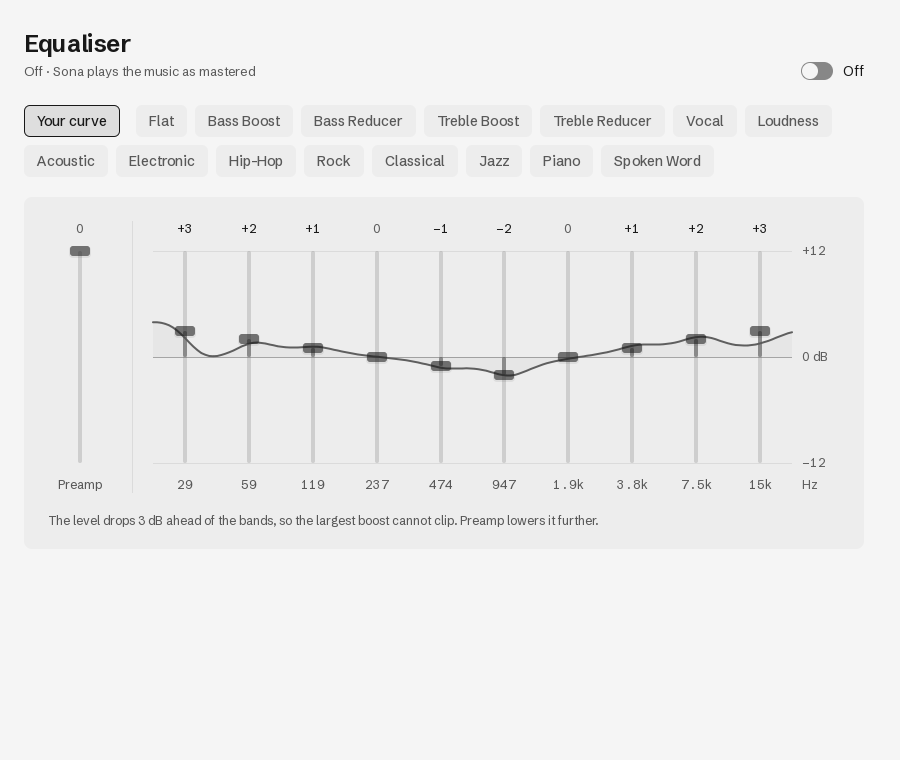 Equaliser
Off · Sona plays the music as mastered
Off
Your curve Flat Bass Boost Bass Reducer Treble Boost Treble Reducer Vocal Loudness
Acoustic Electronic Hip-Hop Rock Classical Jazz Piano Spoken Word
0 +3 +2 +1 0 −1 −2 0 +1 +2 +3
+12
0 dB
−12
Preamp 29 59 119 237 474 947 1.9k 3.8k 7.5k 15k Hz
The level drops 3 dB ahead of the bands, so the largest boost cannot clip. Preamp lowers it further.